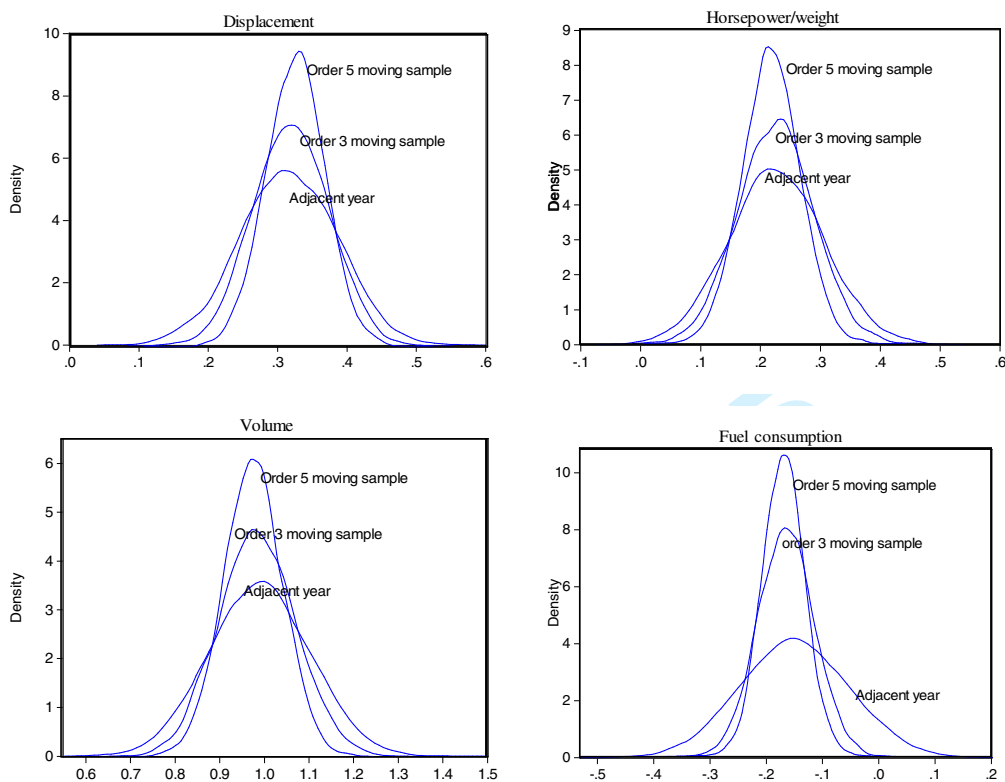 Displacement
10
8
6
4
2
0
Density
Order 5 moving sample
Order 3 moving sample
Adjacent year
.0 .1 .2 .3 .4 .5 .6
Horsepower/weight
9
8
7
6
5
4
3
2
1
0
Density
Order 5 moving sample
Order 3 moving sample
Adjacent year
-.1 .0 .1 .2 .3 .4 .5 .6
Volume
6
5
4
3
2
1
0
Density
Order 5 moving sample
Order 3 moving sample
Adjacent year
0.6 0.7 0.8 0.9 1.0 1.1 1.2 1.3 1.4 1.5
Fuel consumption
10
8
6
4
2
0
Density
Order 5 moving sample
order 3 moving sample
Adjacent year
-.5 -.4 -.3 -.2 -.1 .0 .1 .2